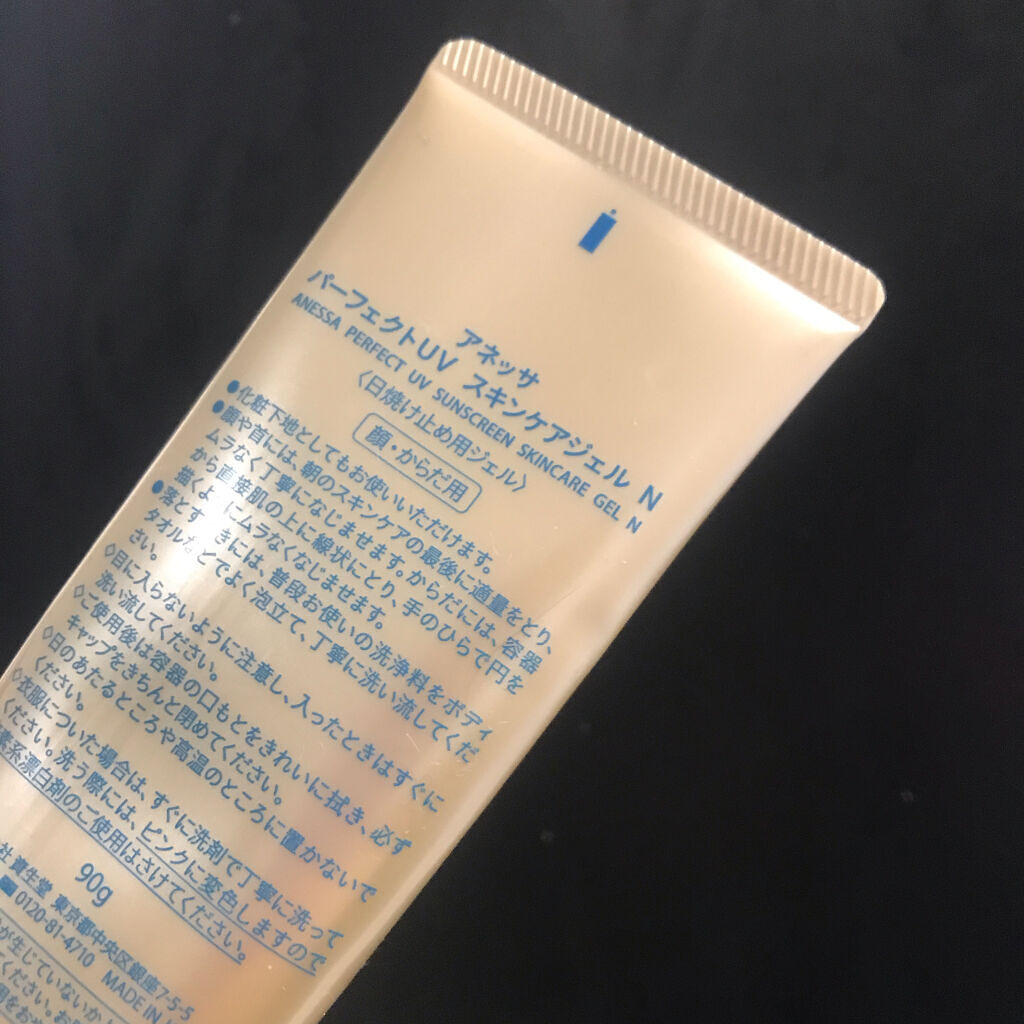 アネッサ
パーフェクトUV スキンケアジェル N
ANESSA PERFECT UV SUNSCREEN SKINCARE GEL N
〈日焼け止め用ジェル〉
顔・からだ用
●化粧下地としてもお使いいただけます。
●顔や首には、朝のスキンケアの最後に適量をとり、
ムラなく丁寧になじませます。からだには、容器
から直接肌の上に線状にとり、手のひらで円を
描くよ にムラなくなじませます。
●落とす きには、普段お使いの洗浄料をボディ
タオルなどでよく泡立て、丁寧に洗い流してくだ
さい。
◇目に入らないように注意し、入ったときはすぐに
洗い流してください。
◇ご使用後は容器の口もとをきれいに拭き、必ず
キャップをきちんと閉めてください。
◇日のあたるところや高温のところに置かないで
ください。
◇衣服についた場合は、すぐに洗剤で丁寧に洗って
ください。洗う際には、ピンクに変色しますので
素系漂白剤のご使用はさけてください。
90g
社資生堂 東京都中央区銀座7-5-5
0120-81-4710 MADE IN
が生じていないか
ください。